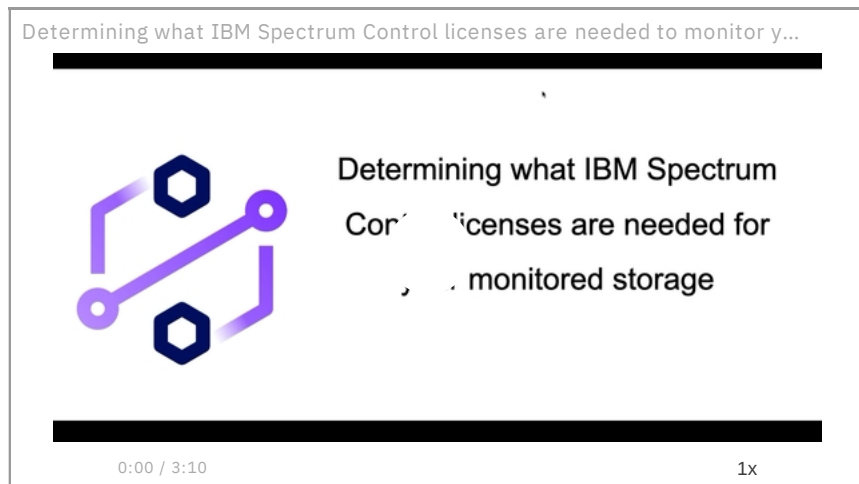 Determining what IBM Spectrum Control licenses are needed to monitor y...
Determining what IBM Spectrum
licenses are needed for
monitored storage
0:00 / 3:10
1x